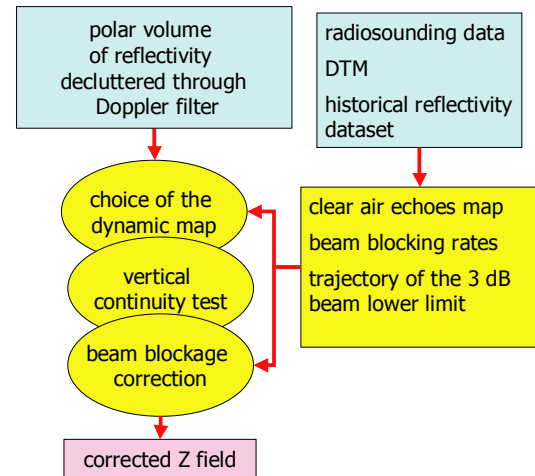 polar volume
of reflectivity
decluttered through
Doppler filter
radiosounding data
DTM
historical reflectivity
dataset
choice of the
dynamic map
vertical
continuity test
beam blockage
correction
clear air echoes map
beam blocking rates
trajectory of the 3 dB
beam lower limit
corrected Z field